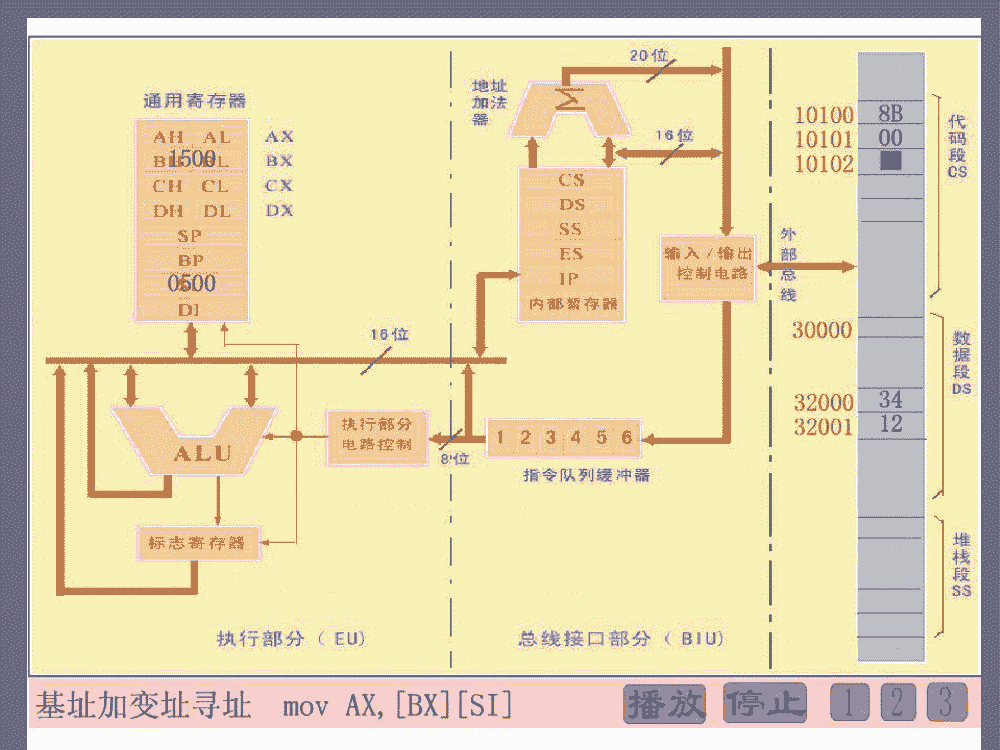 20位
地址
加法
器
Σ
16位
通用寄存器
AH AL AX
1500 BX
CH CL CX
DH DL DX
SP
BP
0500
DI
CS
DS
SS
ES
IP
内部暂存器
输入/输出
控制电路
外
部
总
线
10100 8B
10101 00
10102
代
码
段
CS
30000
32000 34
32001 12
数
据
段
DS
堆
栈
段
SS
16位
ALU
执行部分
电路控制
8位
1 2 3 4 5 6
指令队列缓冲器
标志寄存器
执行部分（EU）
总线接口部分（BIU）
基址加变址寻址 mov AX,[BX][SI]
播放 停止 1 2 3